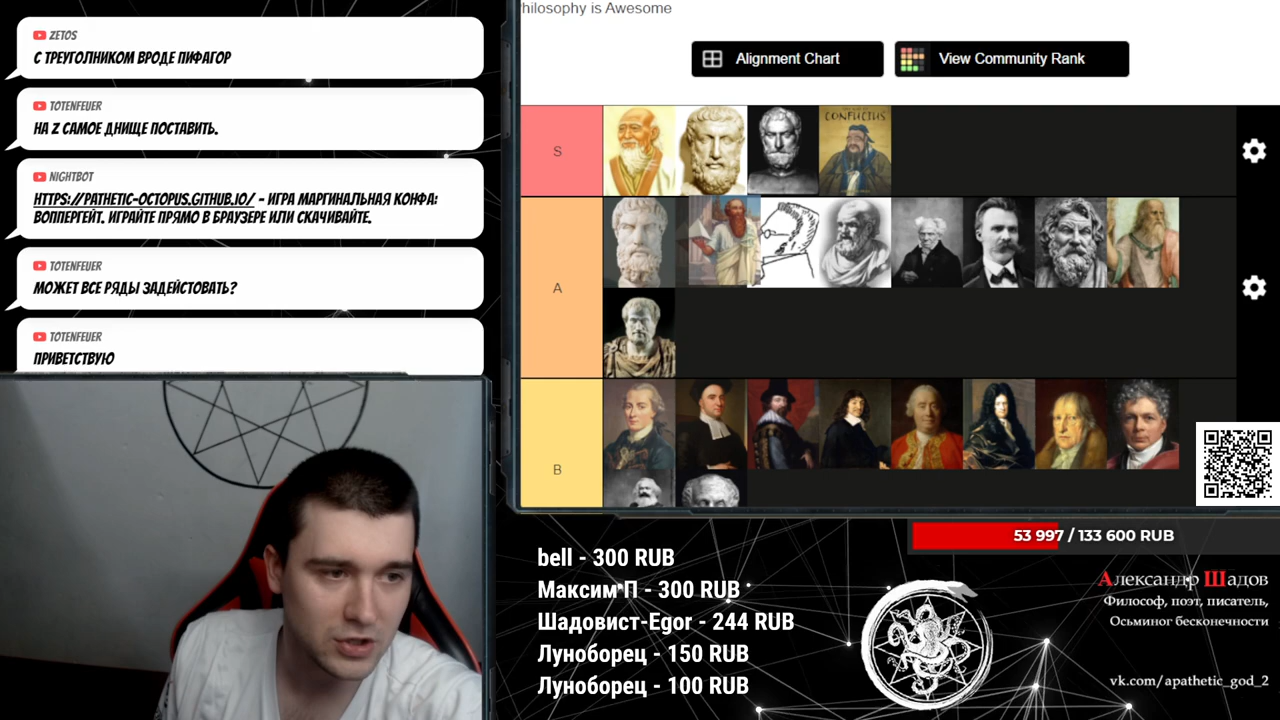 ZETOS
С ТРЕУГОЛНИКОМ ВРОДЕ ПИФАГОР
TOTENFEUER
НА Z САМОЕ ДНИЩЕ ПОСТАВИТЬ.
NIGHTBOT
HTTPS://PATHETIC-OCTOPUS.GITHUB.IO/ - ИГРА МАРГИНАЛЬНАЯ КОНФА:
ВОППЕРГЕЙТ. ИГРАЙТЕ ПРЯМО В БРАУЗЕРЕ ИЛИ СКАЧИВАЙТЕ.
TOTENFEUER
МОЖЕТ ВСЕ РЯДЫ ЗАДЕЙСТОВАТЬ?
TOTENFEUER
ПРИВЕТСТВУЮ
hilosophy is Awesome
Alignment Chart
View Community Rank
S
CONFUCIUS
A
B
53 997 / 133 600 RUB
bell - 300 RUB
Максим П - 300 RUB
Шадовист-Egor - 244 RUB
Луноборец - 150 RUB
Луноборец - 100 RUB
Александр Шадов
Философ, поэт, писатель,
Осьминог бесконечности
vk.com/apathetic_god_2